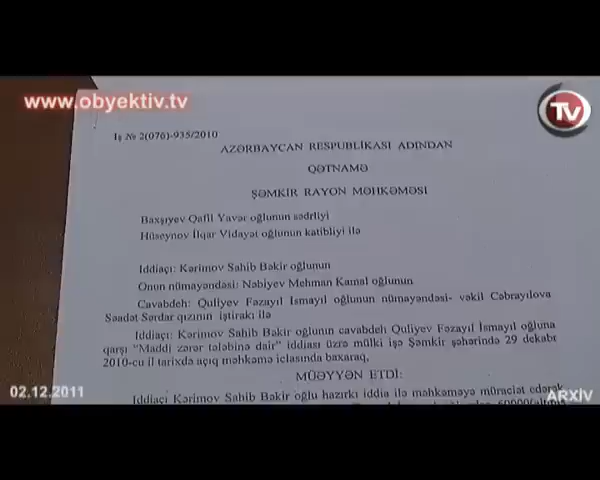 www.obyektiv.tv
TV
İş № 2(076)-935/2010
AZƏRBAYCAN RESPUBLİKASI ADINDAN
QƏTNAMƏ
ŞƏMKİR RAYON MƏHKƏMƏSİ
Baxşıyev Qafil Yavər oğlunun sədrliyi
Hüseynov İlqar Vidayət oğlunun katibliyi ilə
İddiaçı: Kərimov Sahib Bəkir oğlunun
Onun nümayəndəsi: Nəbiyev Mehman Kamal oğlunun
Cavabdeh: Quliyev Fəzayıl İsmayıl oğlunun nümayəndəsi- vəkil Cəbrayılova
Səadət Sərdar qızının iştirakı ilə
İddiaçı: Kərimov Sahib Bəkir oğlunun cavabdeh Quliyev Fəzayıl İsmayıl oğluna
qarşı "Maddi zərər tələbinə dair" iddiası üzrə mülki işə Şəmkir şəhərində 29 dekabr
2010-cu il tarixdə açıq məhkəmə iclasında baxaraq,
MÜƏYYƏN ETDİ:
İddiaçı Kərimov Sahib Bəkir oğlu hazırkı iddia ilə məhkəməyə müraciət edərək
02.12.2011
ARXİV